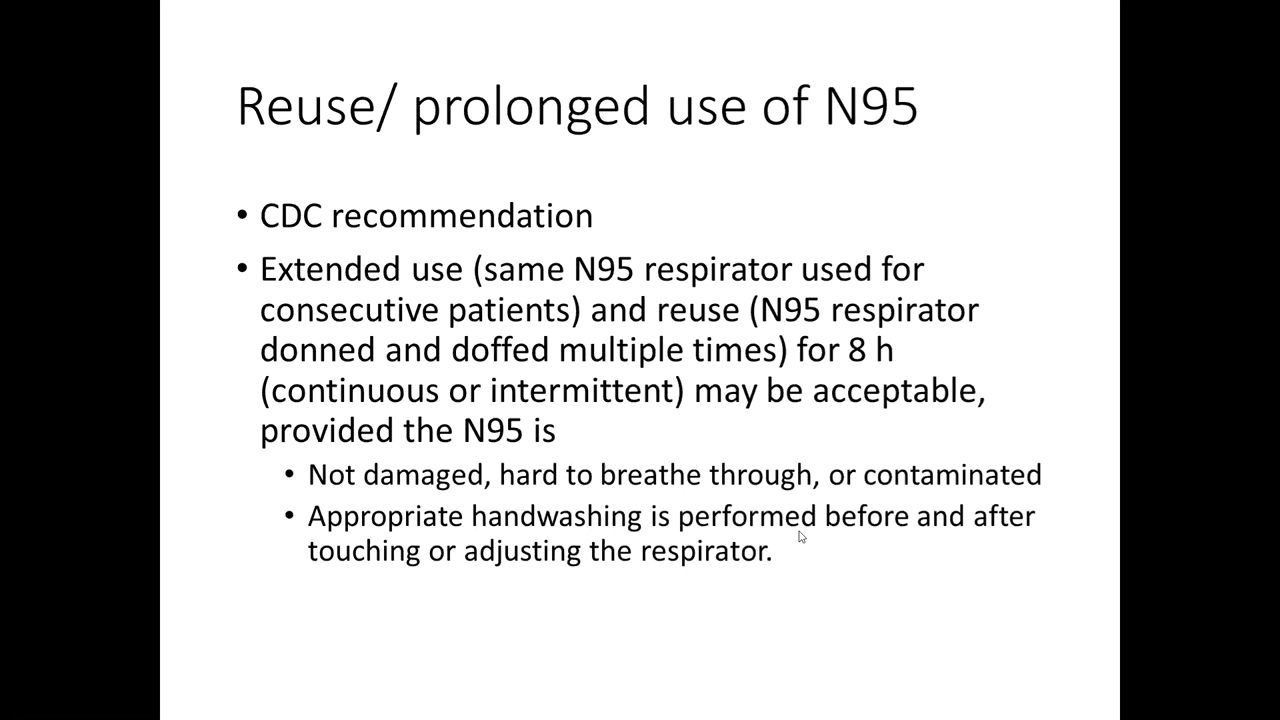 Reuse/ prolonged use of N95
• CDC recommendation
• Extended use (same N95 respirator used for
consecutive patients) and reuse (N95 respirator
donned and doffed multiple times) for 8 h
(continuous or intermittent) may be acceptable,
provided the N95 is
• Not damaged, hard to breathe through, or contaminated
• Appropriate handwashing is performed before and after
touching or adjusting the respirator.